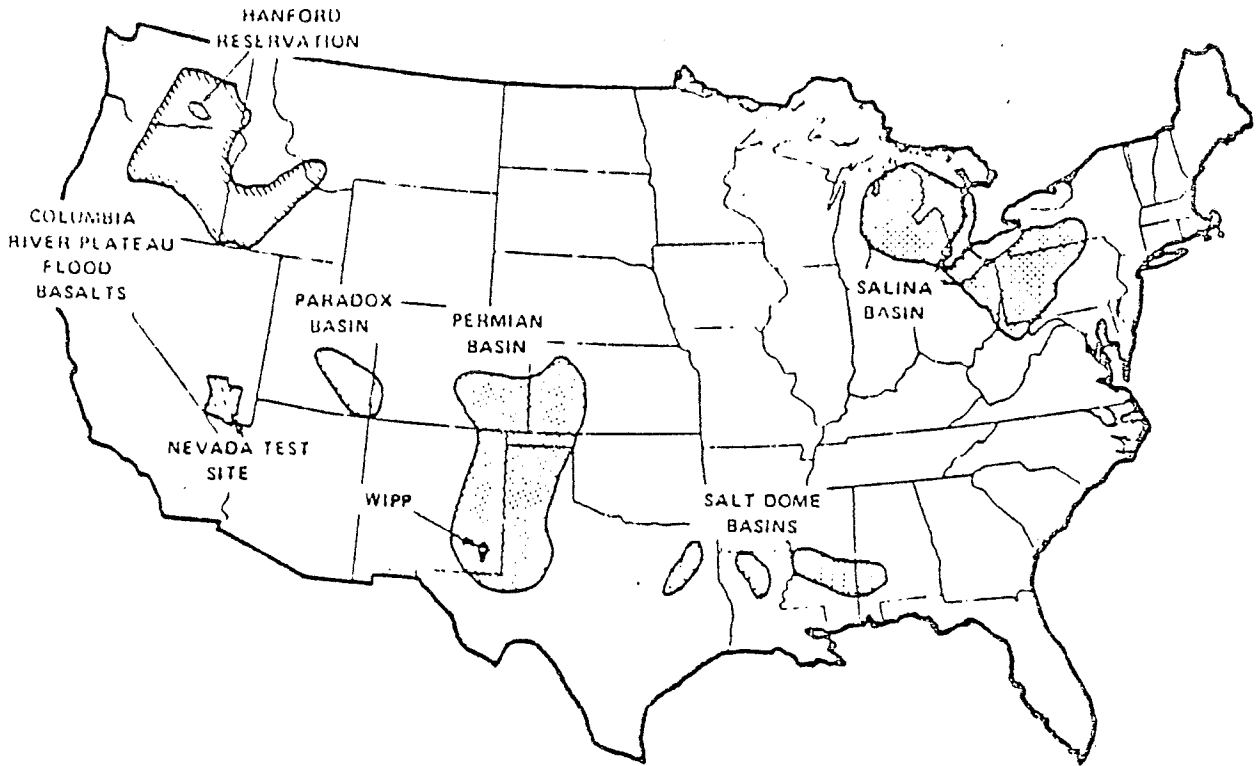 HANFORD
RESERVATION
COLUMBIA
RIVER PLATEAU
FLOOD
BASALTS
PARADOX
BASIN
PERMIAN
BASIN
SALINA
BASIN
NEVADA TEST
SITE
WIPP
SALT DOME
BASINS